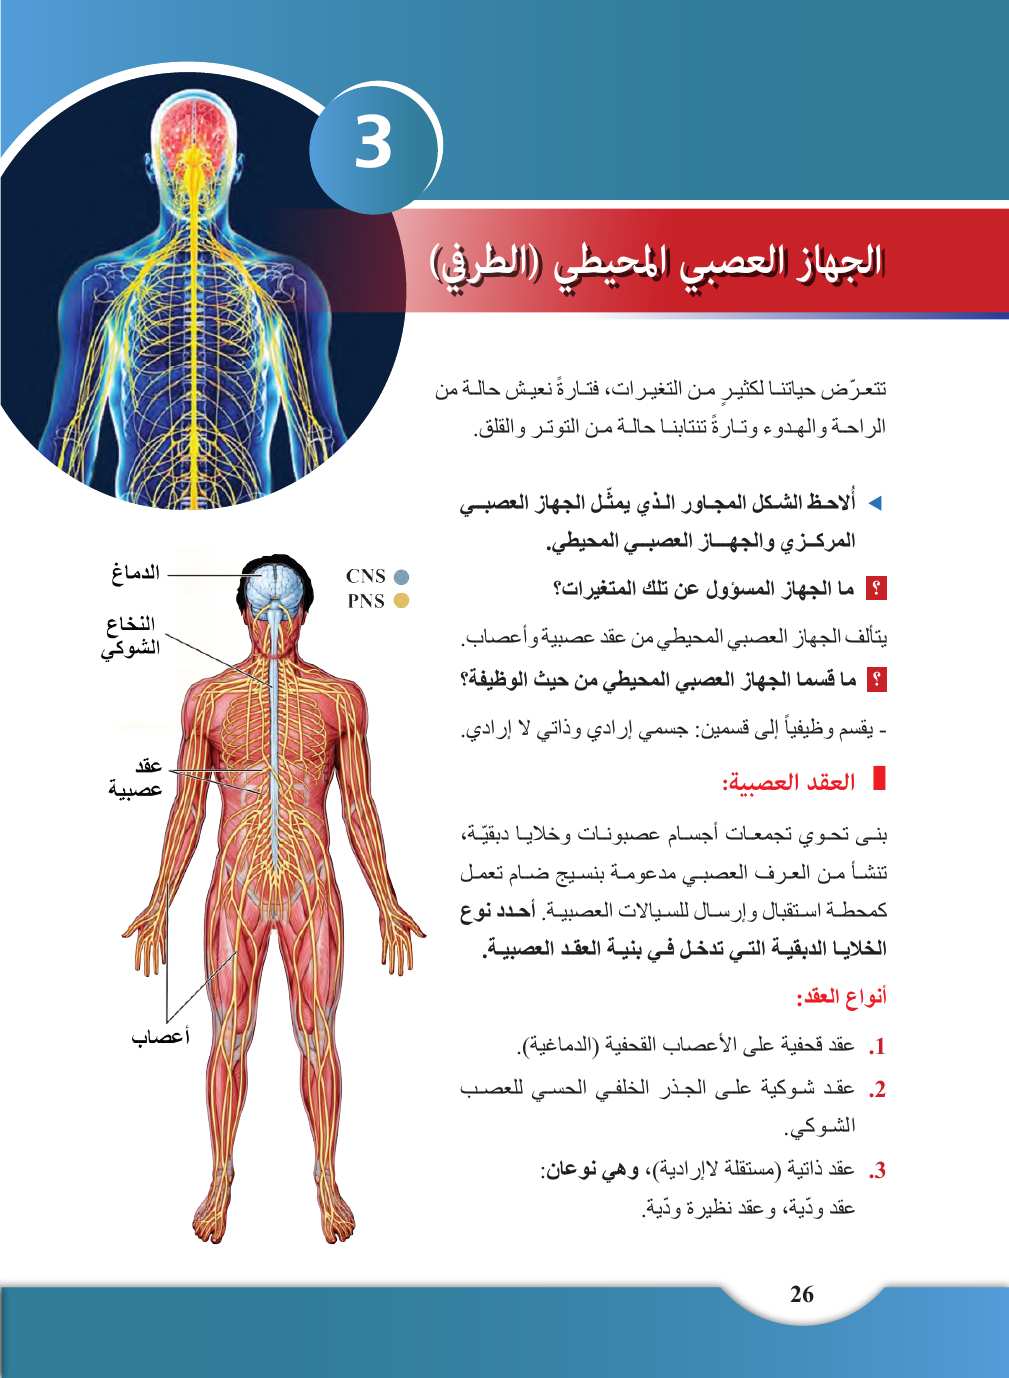 3
الجهاز العصبي المحيطي (الطرفي)
تتعرّض حياتنا لكثيرٍ من التغيرات، فتارةً نعيش حالة من
الراحة والهدوء وتارةً تنتابنا حالة من التوتر والقلق.
أُلاحظ الشكل المجاور الذي يمثّل الجهاز العصبي
المركزي والجهاز العصبي المحيطي.
؟ ما الجهاز المسؤول عن تلك المتغيرات؟
يتألف الجهاز العصبي المحيطي من عقد عصبية وأعصاب.
؟ ما قسما الجهاز العصبي المحيطي من حيث الوظيفة؟
- يقسم وظيفياً إلى قسمين: جسمي إرادي وذاتي لا إرادي.
العقد العصبية:
بنى تحوي تجمعات أجسام عصبونات وخلايا دبقيّة،
تنشأ من العرف العصبي مدعومة بنسيج ضام تعمل
كمحطة استقبال وإرسال للسيالات العصبية. أحدد نوع
الخلايا الدبقية التي تدخل في بنية العقد العصبية.
أنواع العقد:
1. عقد قحفية على الأعصاب القحفية (الدماغية).
2. عقد شوكية على الجذر الخلفي الحسي للعصب
الشوكي.
3. عقد ذاتية (مستقلة لاإرادية)، وهي نوعان:
عقد ودّية، وعقد نظيرة ودّية.
CNS
PNS
الدماغ
النخاع
الشوكي
عقد
عصبية
أعصاب
26